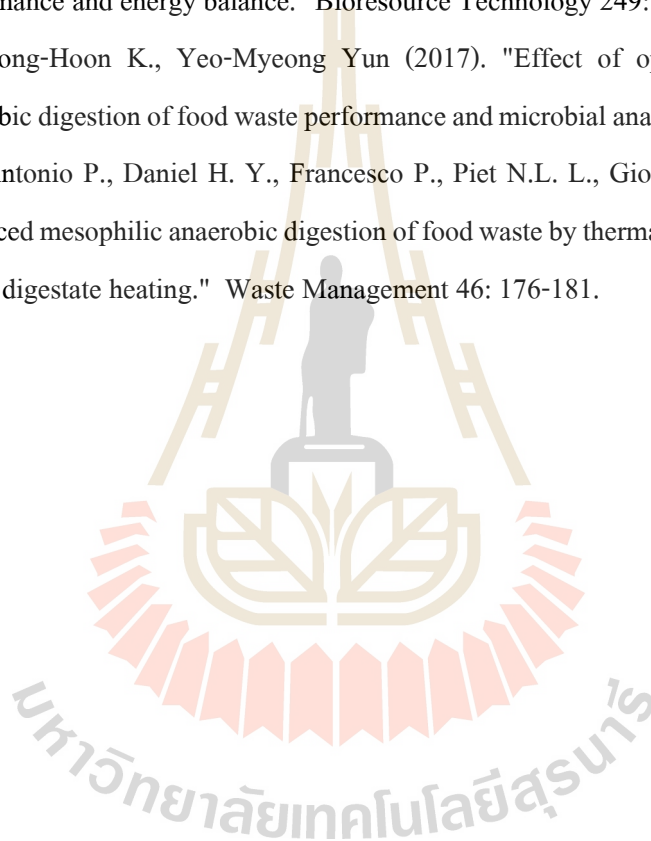 mance and energy balance." Bioresource Technology 249:
ong-Hoon K., Yeo-Myeong Yun (2017). "Effect of op
bic digestion of food waste performance and microbial ana
ntonio P., Daniel H. Y., Francesco P., Piet N.L. L., Gio
ced mesophilic anaerobic digestion of food waste by therma
digestate heating." Waste Management 46: 176-181.
มหาวิทยาลัยเทคโนโลยีสุรนารี